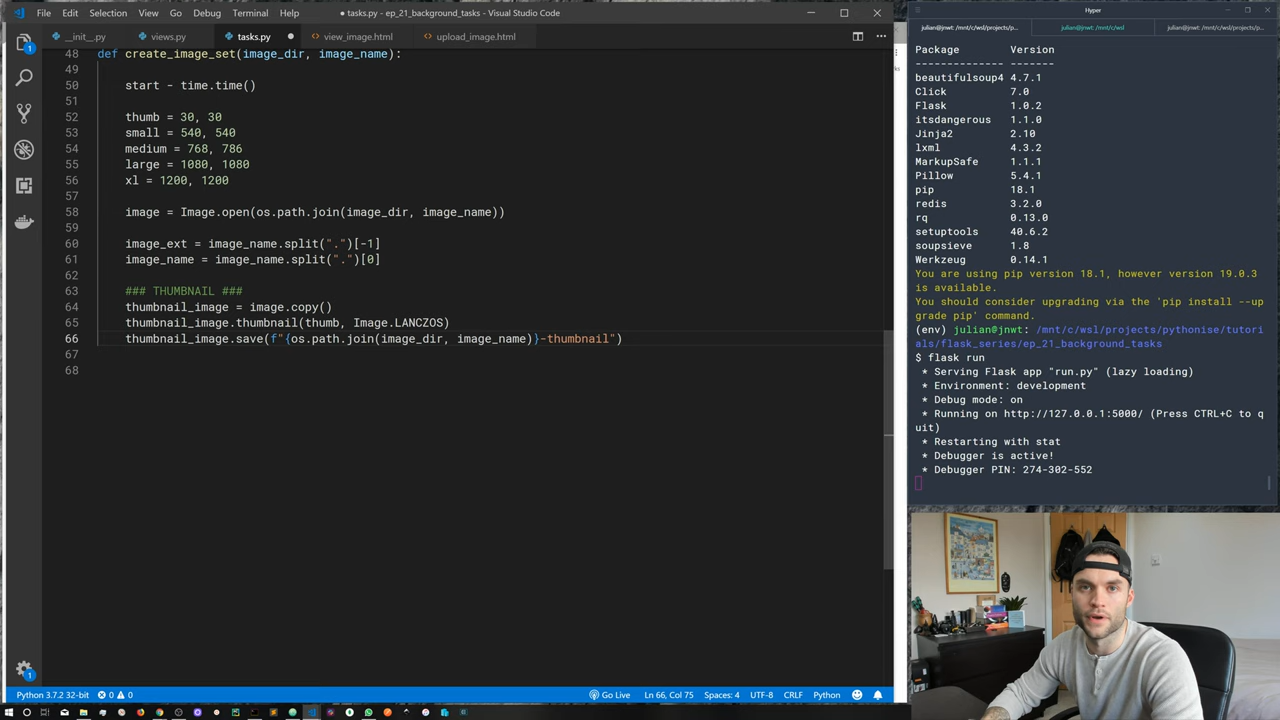 File Edit Selection View Go Debug Terminal Help
● tasks.py - ep_21_background_tasks - Visual Studio Code
__init__.py views.py tasks.py ● view_image.html upload_image.html
48 def create_image_set(image_dir, image_name):
49
50 start - time.time()
51
52 thumb = 30, 30
53 small = 540, 540
54 medium = 768, 786
55 large = 1080, 1080
56 xl = 1200, 1200
57
58 image = Image.open(os.path.join(image_dir, image_name))
59
60 image_ext = image_name.split(".")[-1]
61 image_name = image_name.split(".")[0]
62
63 ### THUMBNAIL ###
64 thumbnail_image = image.copy()
65 thumbnail_image.thumbnail(thumb, Image.LANCZOS)
66 thumbnail_image.save(f"{os.path.join(image_dir, image_name)}-thumbnail")
67
68
1
1
Python 3.7.2 32-bit 0 0
Go Live Ln 66, Col 75 Spaces: 4 UTF-8 CRLF Python
Hyper
julian@jnwt: /mnt/c/wsl/projects/p... julian@jnwt: /mnt/c/wsl julian@jnwt: /mnt/c/wsl/projects/p...
Package Version
-------------- -------
beautifulsoup4 4.7.1
Click 7.0
Flask 1.0.2
itsdangerous 1.1.0
Jinja2 2.10
lxml 4.3.2
MarkupSafe 1.1.1
Pillow 5.4.1
pip 18.1
redis 3.2.0
rq 0.13.0
setuptools 40.6.2
soupsieve 1.8
Werkzeug 0.14.1
You are using pip version 18.1, however version 19.0.3
is available.
You should consider upgrading via the 'pip install --up
grade pip' command.
(env) julian@jnwt: /mnt/c/wsl/projects/pythonise/tutori
als/flask_series/ep_21_background_tasks
$ flask run
* Serving Flask app "run.py" (lazy loading)
* Environment: development
* Debug mode: on
* Running on http://127.0.0.1:5000/ (Press CTRL+C to q
uit)
* Restarting with stat
* Debugger is active!
* Debugger PIN: 274-302-552